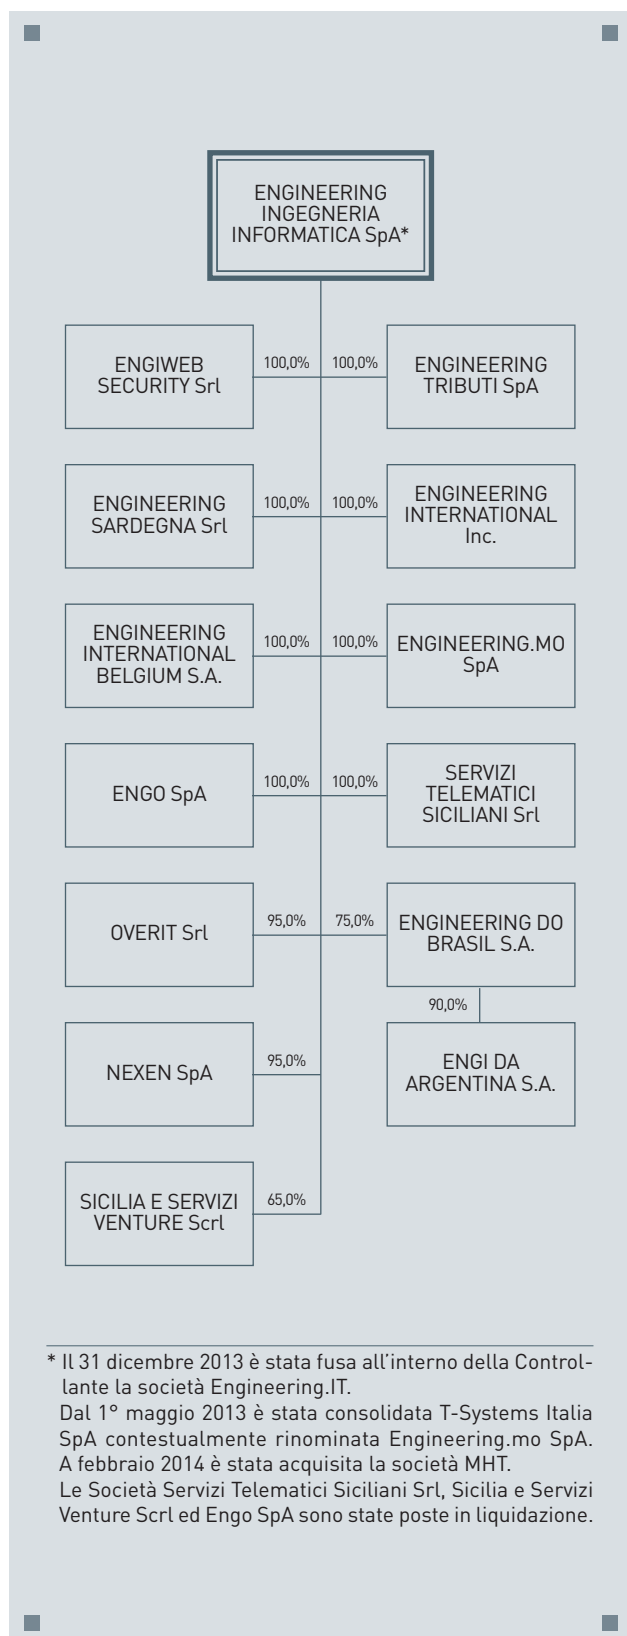 ENGINEERING
INGEGNERIA
INFORMATICA SpA*
ENGIWEB
SECURITY Srl
100,0%
100,0%
ENGINEERING
TRIBUTI SpA
ENGINEERING
SARDEGNA Srl
100,0%
100,0%
ENGINEERING
INTERNATIONAL
Inc.
ENGINEERING
INTERNATIONAL
BELGIUM S.A.
100,0%
100,0%
ENGINEERING.MO
SpA
ENGO SpA
100,0%
100,0%
SERVIZI
TELEMATICI
SICILIANI Srl
OVERIT Srl
95,0%
75,0%
ENGINEERING DO
BRASIL S.A.
90,0%
NEXEN SpA
95,0%
ENGI DA
ARGENTINA S.A.
SICILIA E SERVIZI
VENTURE Scrl
65,0%
* Il 31 dicembre 2013 è stata fusa all'interno della Control-
lante la società Engineering.IT.
Dal 1° maggio 2013 è stata consolidata T-Systems Italia
SpA contestualmente rinominata Engineering.mo SpA.
A febbraio 2014 è stata acquisita la società MHT.
Le Società Servizi Telematici Siciliani Srl, Sicilia e Servizi
Venture Scrl ed Engo SpA sono state poste in liquidazione.